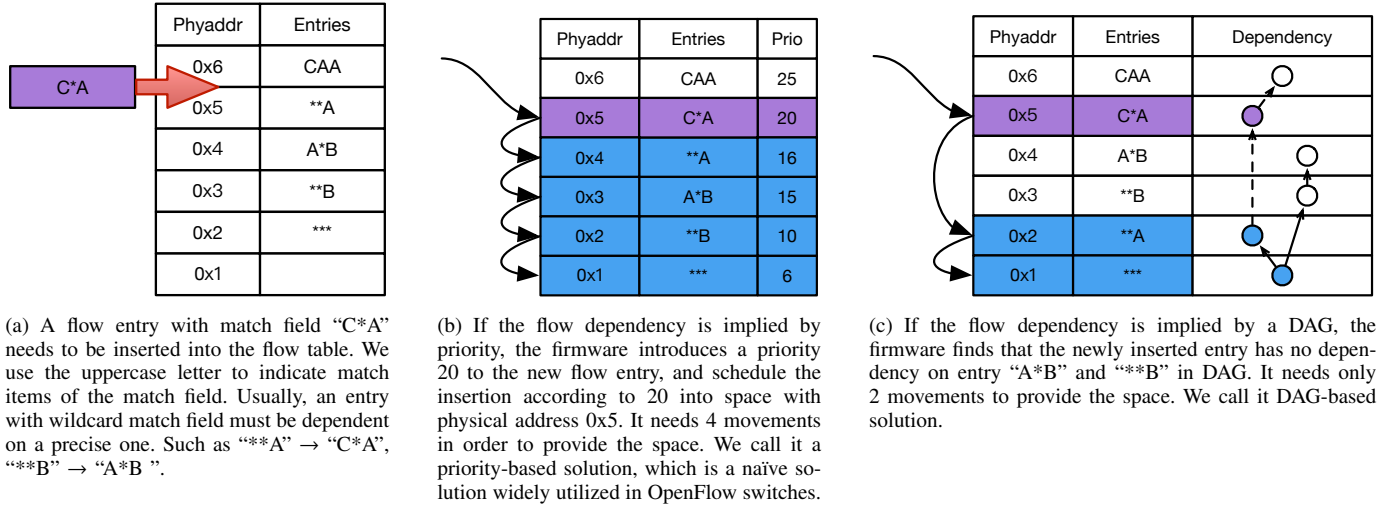 Phyaddr Entries
0x6 CAA
C*A
0x5 **A
0x4 A*B
0x3 **B
0x2 ***
0x1
(a) A flow entry with match field “C*A”
needs to be inserted into the flow table. We
use the uppercase letter to indicate match
items of the match field. Usually, an entry
with wildcard match field must be dependent
on a precise one. Such as “**A” → “C*A”,
“**B” → “A*B ”.
Phyaddr Entries Prio
0x6 CAA 25
0x5 C*A 20
0x4 **A 16
0x3 A*B 15
0x2 **B 10
0x1 *** 6
(b) If the flow dependency is implied by
priority, the firmware introduces a priority
20 to the new flow entry, and schedule the
insertion according to 20 into space with
physical address 0x5. It needs 4 movements
in order to provide the space. We call it a
priority-based solution, which is a naïve so-
lution widely utilized in OpenFlow switches.
Phyaddr Entries Dependency
0x6 CAA
0x5 C*A
0x4 A*B
0x3 **B
0x2 **A
0x1 ***
(c) If the flow dependency is implied by a DAG, the
firmware finds that the newly inserted entry has no depen-
dency on entry “A*B” and “**B” in DAG. It needs only
2 movements to provide the space. We call it DAG-based
solution.